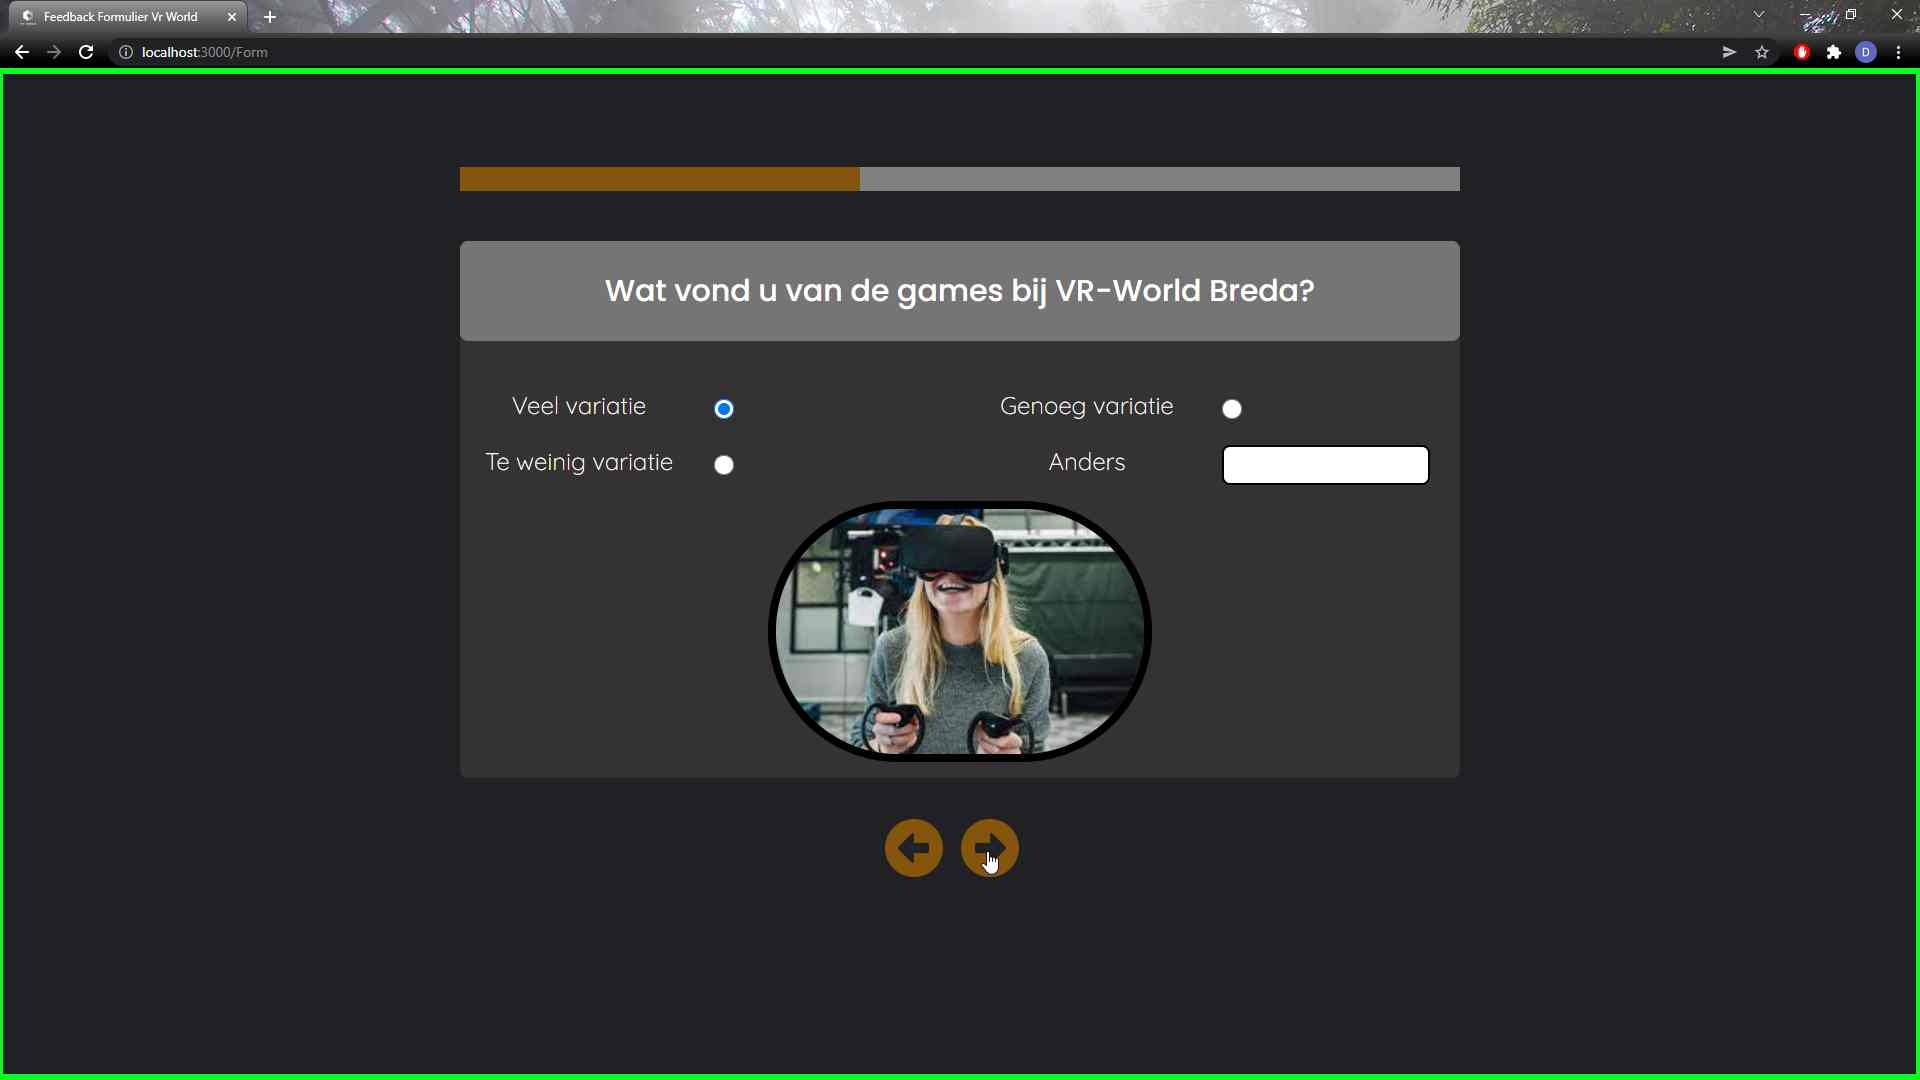 Feedback Formulier Vr World
localhost:3000/Form
D
Wat vond u van de games bij VR-World Breda?
Veel variatie
Genoeg variatie
Te weinig variatie
Anders